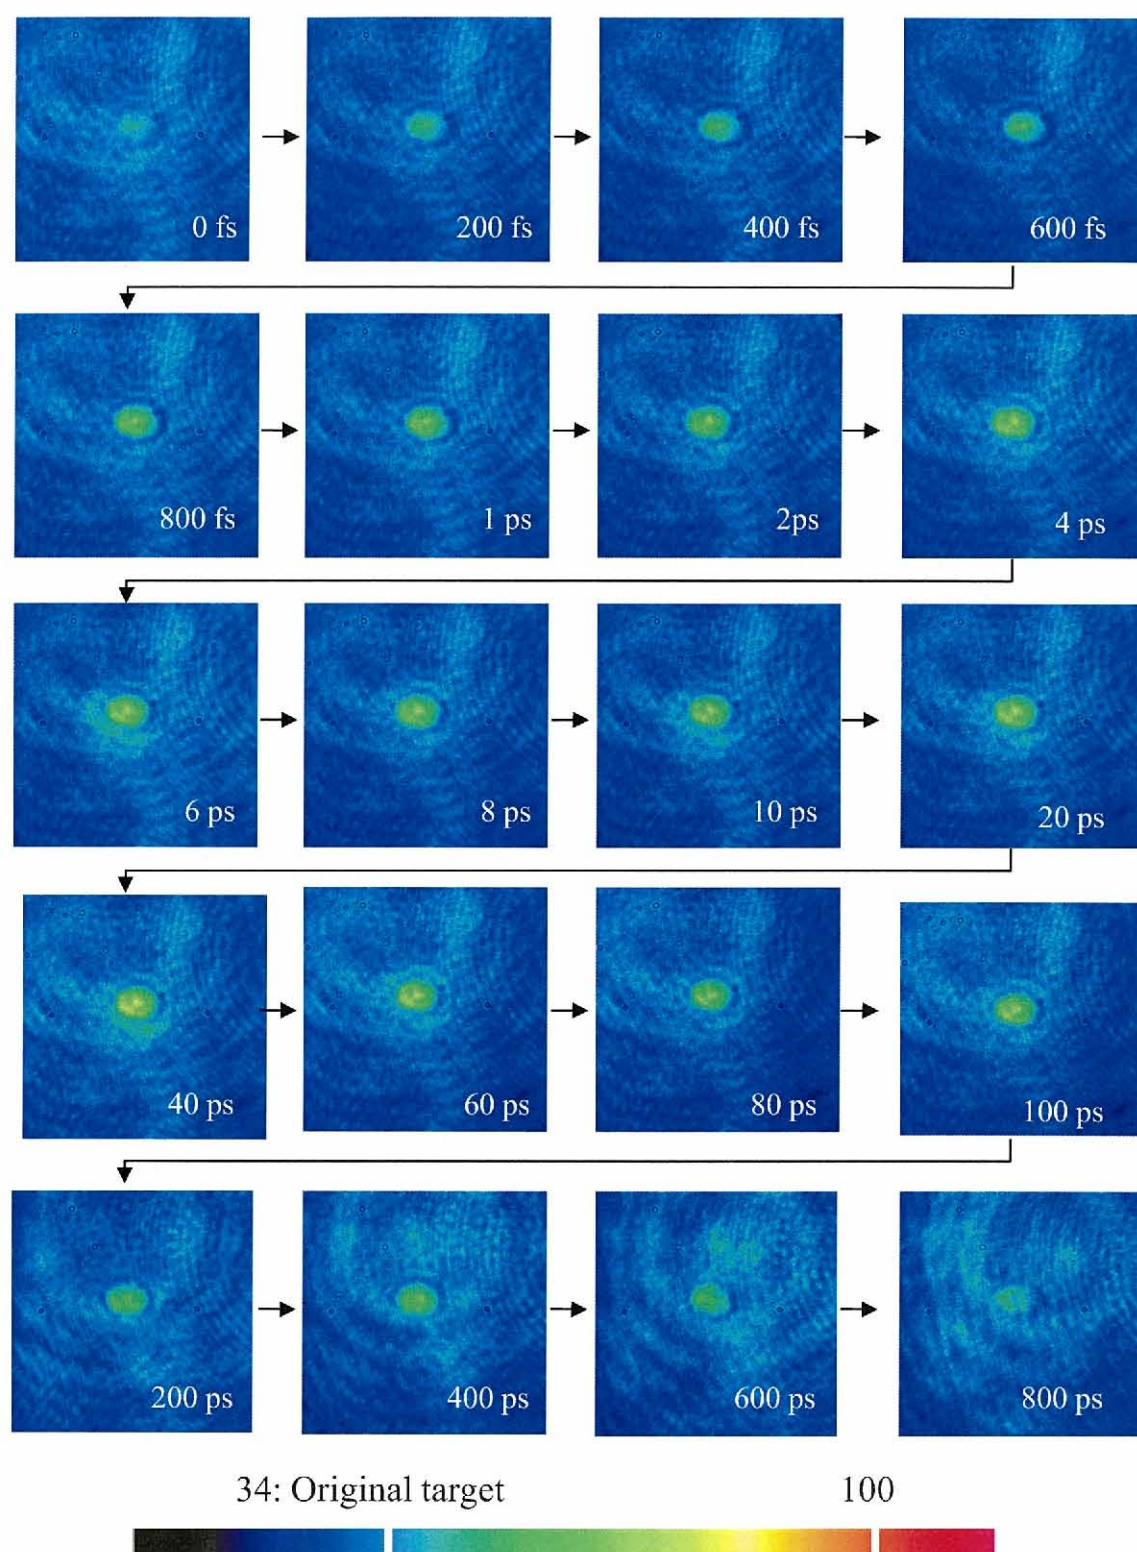 0 fs
200 fs
400 fs
600 fs
800 fs
1 ps
2ps
4 ps
6 ps
8 ps
10 ps
20 ps
40 ps
60 ps
80 ps
100 ps
200 ps
400 ps
600 ps
800 ps
34: Original target
100